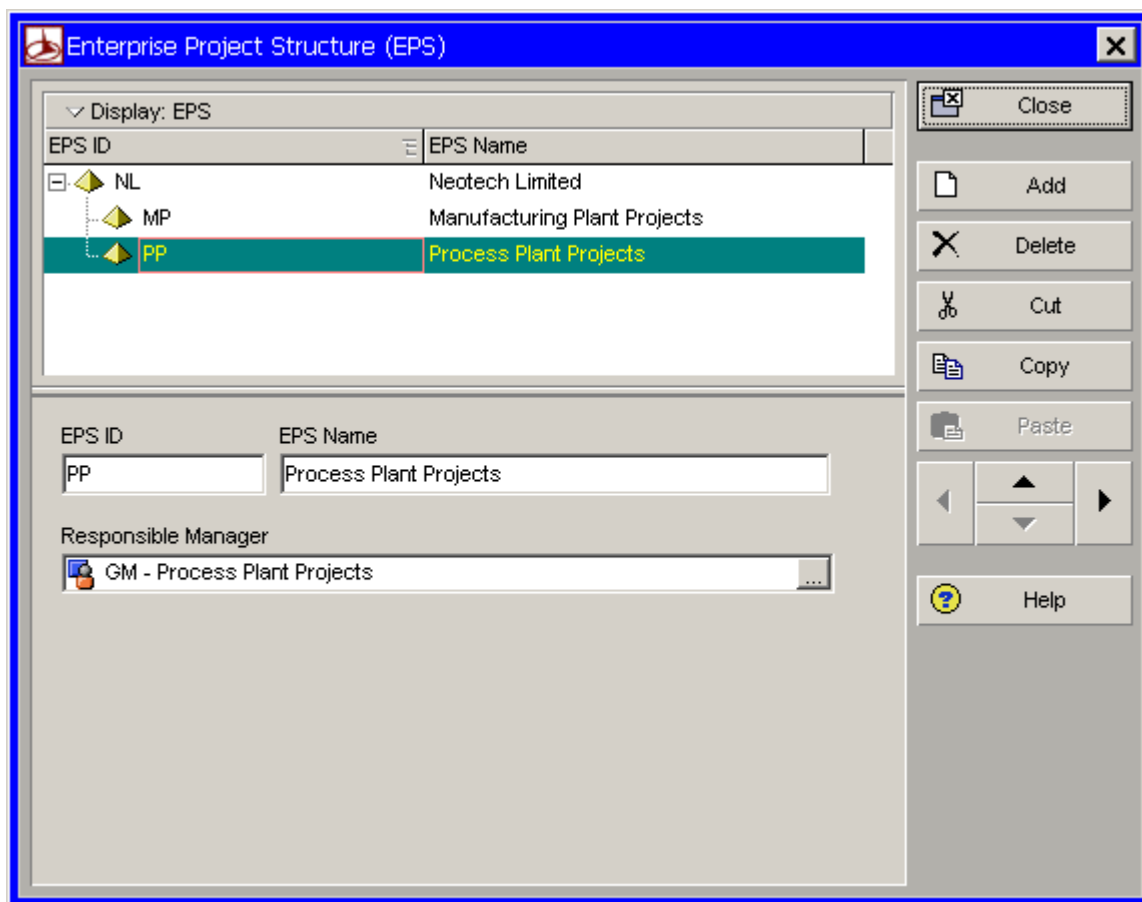 Enterprise Project Structure (EPS)
Display: EPS
EPS ID EPS Name
NL Neotech Limited
MP Manufacturing Plant Projects
PP Process Plant Projects
EPS ID EPS Name
PP Process Plant Projects
Responsible Manager
GM - Process Plant Projects ...
Close
Add
Delete
Cut
Copy
Paste
Help